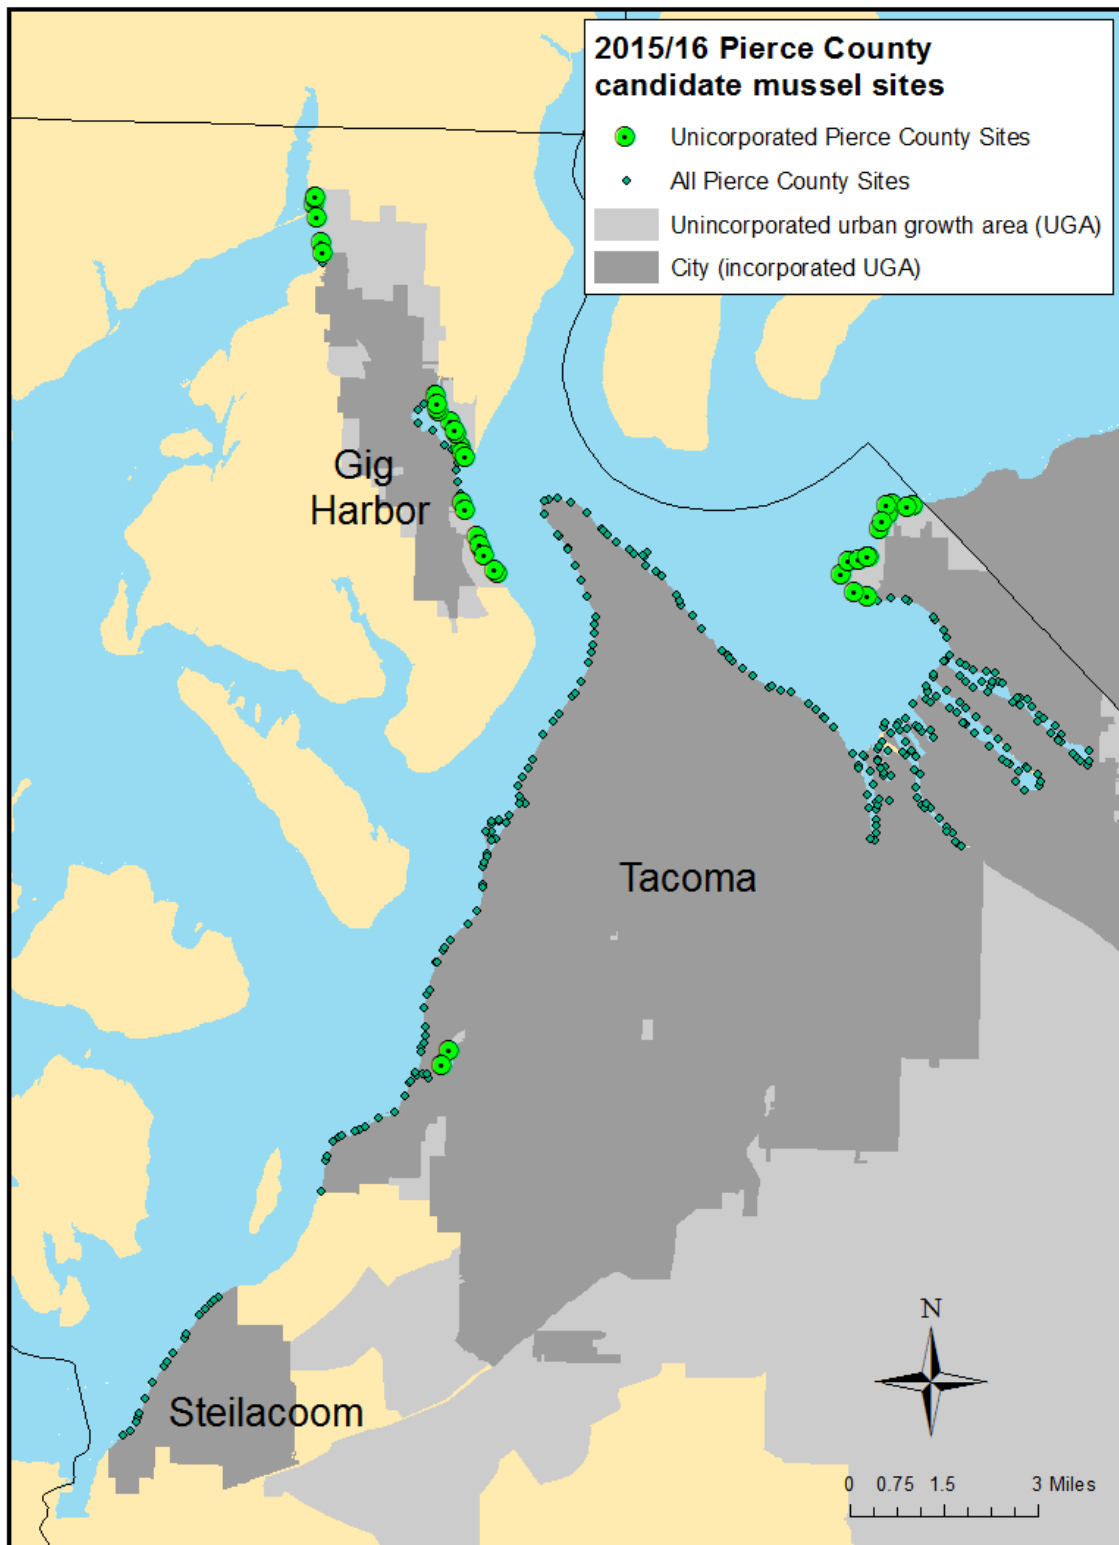 2015/16 Pierce County
candidate mussel sites
Unicorporated Pierce County Sites
All Pierce County Sites
Unincorporated urban growth area (UGA)
City (incorporated UGA)
Gig
Harbor
Tacoma
Steilacoom
N
0 0.75 1.5 3 Miles